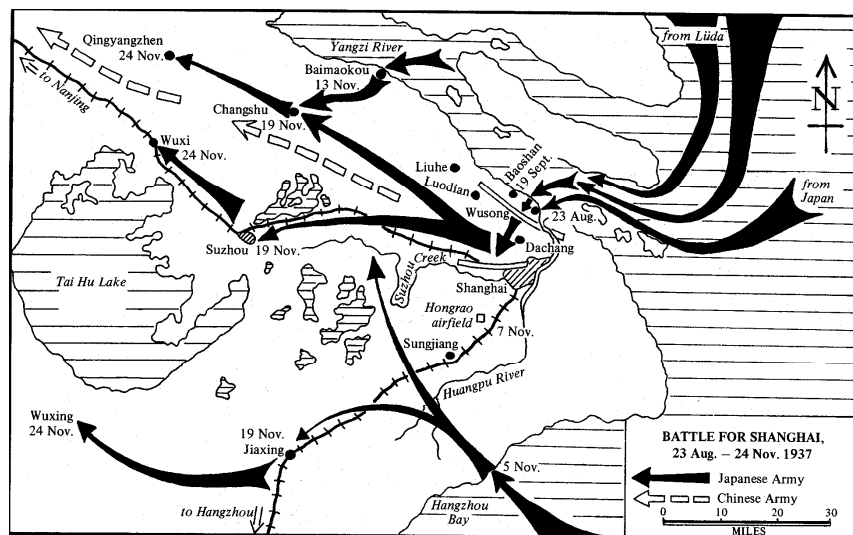 from Lüda
Yangzi River
Qingyangzhen
24 Nov.
Baimaokou
13 Nov.
to Nanjing
Changshu
19 Nov.
N
Wuxi
24 Nov.
Liuhe
Luodian
Baoshan
19 Sept.
Wusong
23 Aug.
from
Japan
Suzhou
19 Nov.
Dachang
Suzhou
Creek
Tai Hu Lake
Shanghai
Hongrao
airfield
7 Nov.
Sungjiang
Huangpu River
Wuxing
24 Nov.
19 Nov.
Jiaxing
5 Nov.
to Hangzhou
Hangzhou
Bay
BATTLE FOR SHANGHAI,
23 Aug. – 24 Nov. 1937
Japanese Army
Chinese Army
0 10 20 30
MILES